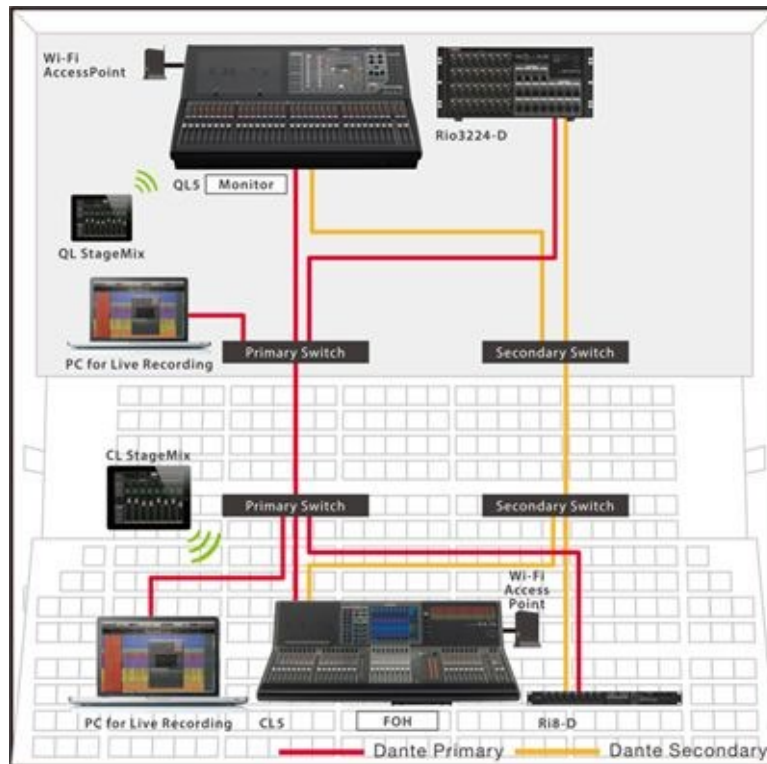 Wi-Fi
AccessPoint
Rio3224-D
QL5 Monitor
QL StageMix
PC for Live Recording
Primary Switch
Secondary Switch
CL StageMix
Primary Switch
Secondary Switch
Wi-Fi
Access
Point
PC for Live Recording
CL5 FOH
Ri8-D
Dante Primary
Dante Secondary